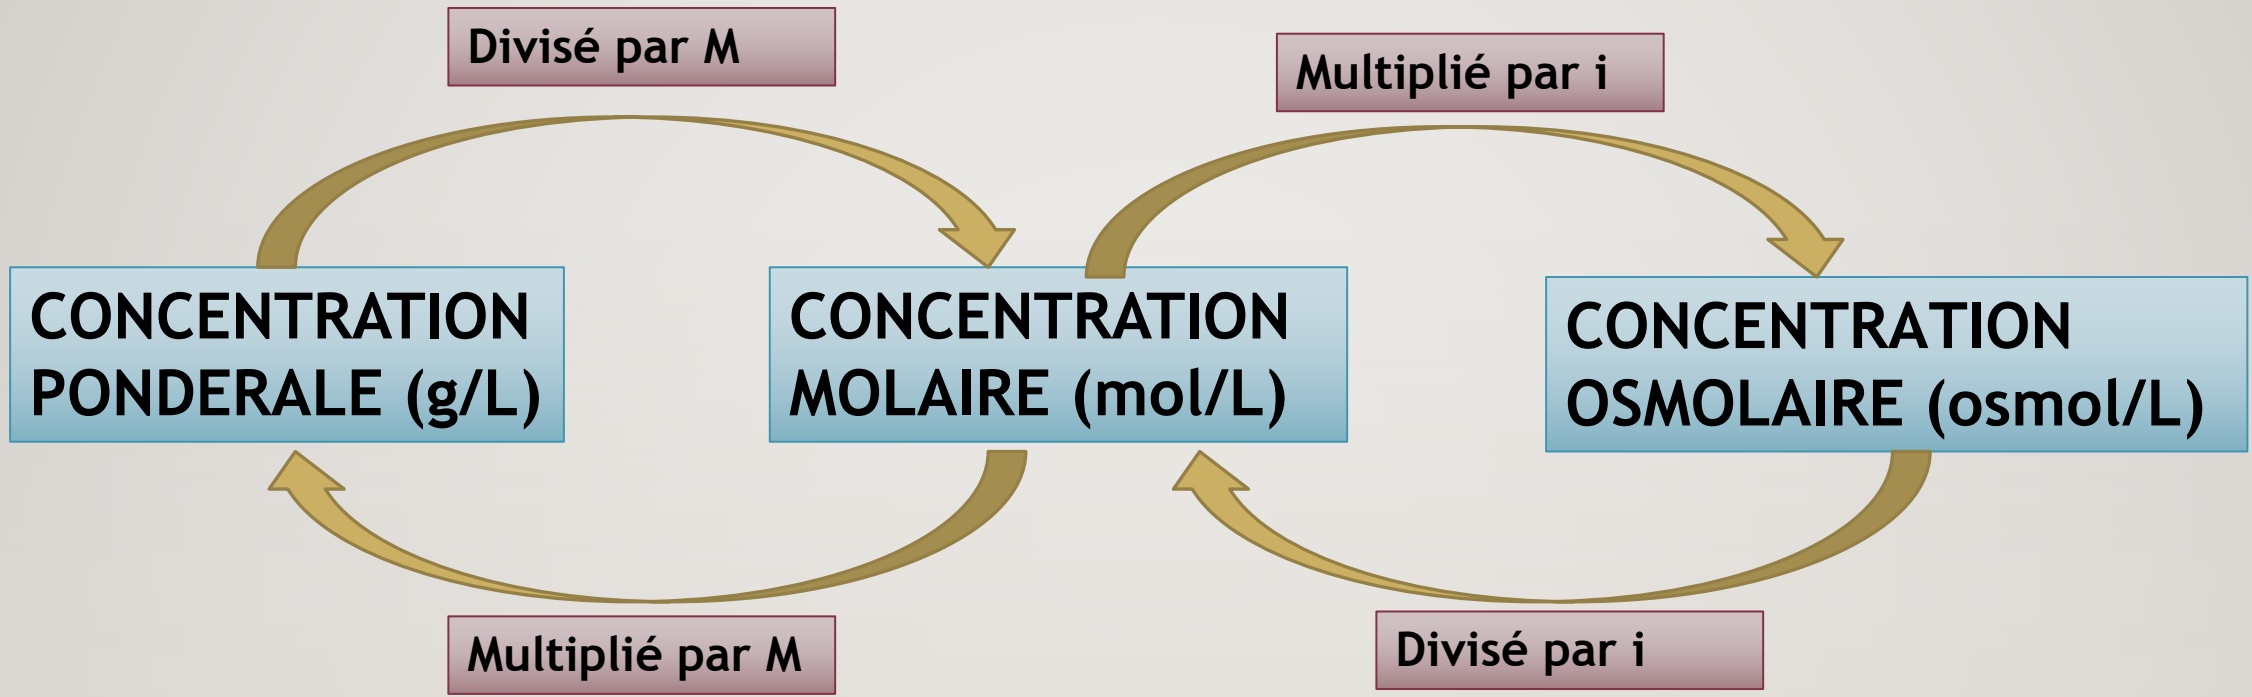 Divisé par M
Multiplié par i
CONCENTRATION
PONDERALE (g/L)
CONCENTRATION
MOLAIRE (mol/L)
CONCENTRATION
OSMOLAIRE (osmol/L)
Multiplié par M
Divisé par i